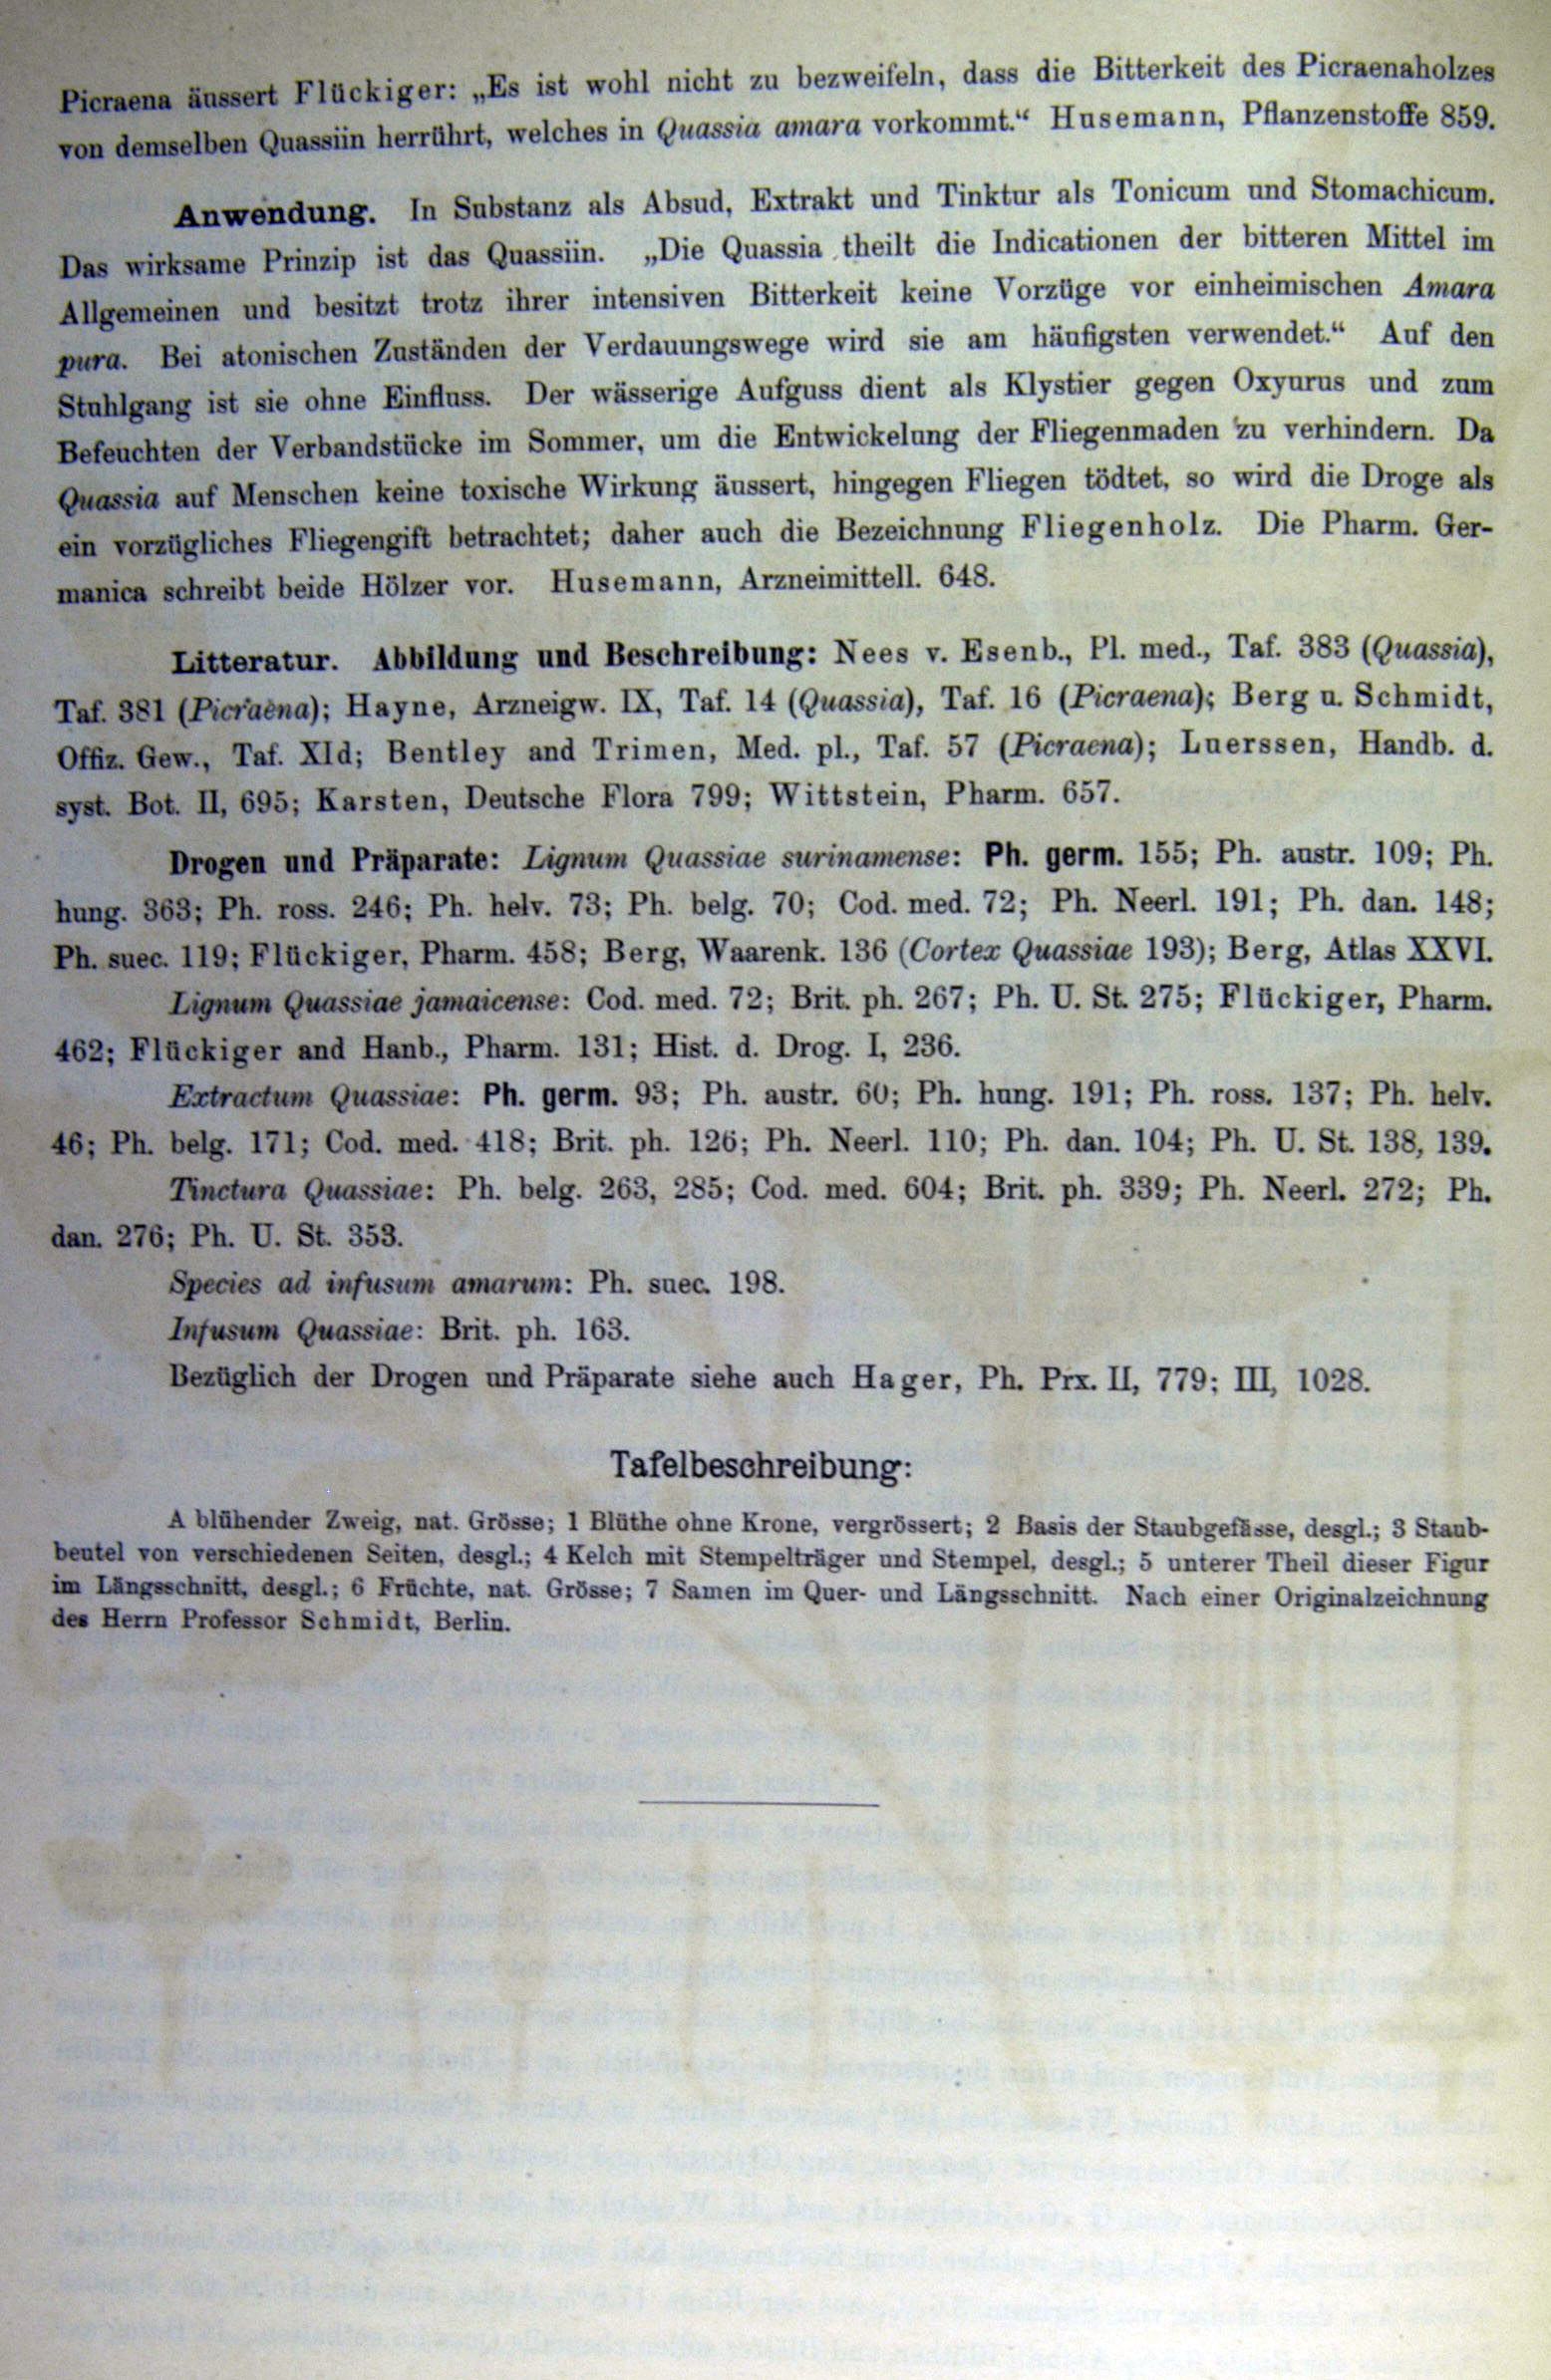 Picraena äussert Flückiger: „Es ist wohl nicht zu bezweifeln, dass die Bitterkeit des Picraenaholzes
von demselben Quassiin herrührt, welches in Quassia amara vorkommt.“ Husemann, Pflanzenstoffe 859.
Anwendung. In Substanz als Absud, Extrakt und Tinktur als Tonicum und Stomachicum.
Das wirksame Prinzip ist das Quassiin. „Die Quassia theilt die Indicationen der bitteren Mittel im
Allgemeinen und besitzt trotz ihrer intensiven Bitterkeit keine Vorzüge vor einheimischen Amara
pura. Bei atonischen Zuständen der Verdauungswege wird sie am häufigsten verwendet.“ Auf den
Stuhlgang ist sie ohne Einfluss. Der wässerige Aufguss dient als Klystier gegen Oxyurus und zum
Befeuchten der Verbandstücke im Sommer, um die Entwickelung der Fliegenmaden zu verhindern. Da
Quassia auf Menschen keine toxische Wirkung äussert, hingegen Fliegen tödtet, so wird die Droge als
ein vorzügliches Fliegengift betrachtet; daher auch die Bezeichnung Fliegenholz. Die Pharm. Ger-
manica schreibt beide Hölzer vor. Husemann, Arzneimittell. 648.
Litteratur. Abbildung und Beschreibung: Nees v. Esenb., Pl. med., Taf. 383 (Quassia),
Taf. 381 (Picraena); Hayne, Arzneigw. IX, Taf. 14 (Quassia), Taf. 16 (Picraena); Berg u. Schmidt,
Offiz. Gew., Taf. XId; Bentley and Trimen, Med. pl., Taf. 57 (Picraena); Luerssen, Handb. d.
syst. Bot. II, 695; Karsten, Deutsche Flora 799; Wittstein, Pharm. 657.
Drogen und Präparate: Lignum Quassiae surinamense: Ph. germ. 155; Ph. austr. 109; Ph.
hung. 363; Ph. ross. 246; Ph. helv. 73; Ph. belg. 70; Cod. med. 72; Ph. Neerl. 191; Ph. dan. 148;
Ph. suec. 119; Flückiger, Pharm. 458; Berg, Waarenk. 136 (Cortex Quassiae 193); Berg, Atlas XXVI.
Lignum Quassiae jamaicense: Cod. med. 72; Brit. ph. 267; Ph. U. St. 275; Flückiger, Pharm.
462; Flückiger and Hanb., Pharm. 131; Hist. d. Drog. I, 236.
Extractum Quassiae: Ph. germ. 93; Ph. austr. 60; Ph. hung. 191; Ph. ross. 137; Ph. helv.
46; Ph. belg. 171; Cod. med. 418; Brit. ph. 126; Ph. Neerl. 110; Ph. dan. 104; Ph. U. St. 138, 139.
Tinctura Quassiae: Ph. belg. 263, 285; Cod. med. 604; Brit. ph. 339; Ph. Neerl. 272; Ph.
dan. 276; Ph. U. St. 353.
Species ad infusum amarum: Ph. suec. 198.
Infusum Quassiae: Brit. ph. 163.
Bezüglich der Drogen und Präparate siehe auch Hager, Ph. Prx. II, 779; III, 1028.
Tafelbeschreibung:
A blühender Zweig, nat. Grösse; 1 Blüthe ohne Krone, vergrössert; 2 Basis der Staubgefässe, desgl.; 3 Staub-
beutel von verschiedenen Seiten, desgl.; 4 Kelch mit Stempelträger und Stempel, desgl.; 5 unterer Theil dieser Figur
im Längsschnitt, desgl.; 6 Früchte, nat. Grösse; 7 Samen im Quer- und Längsschnitt. Nach einer Originalzeichnung
des Herrn Professor Schmidt, Berlin.